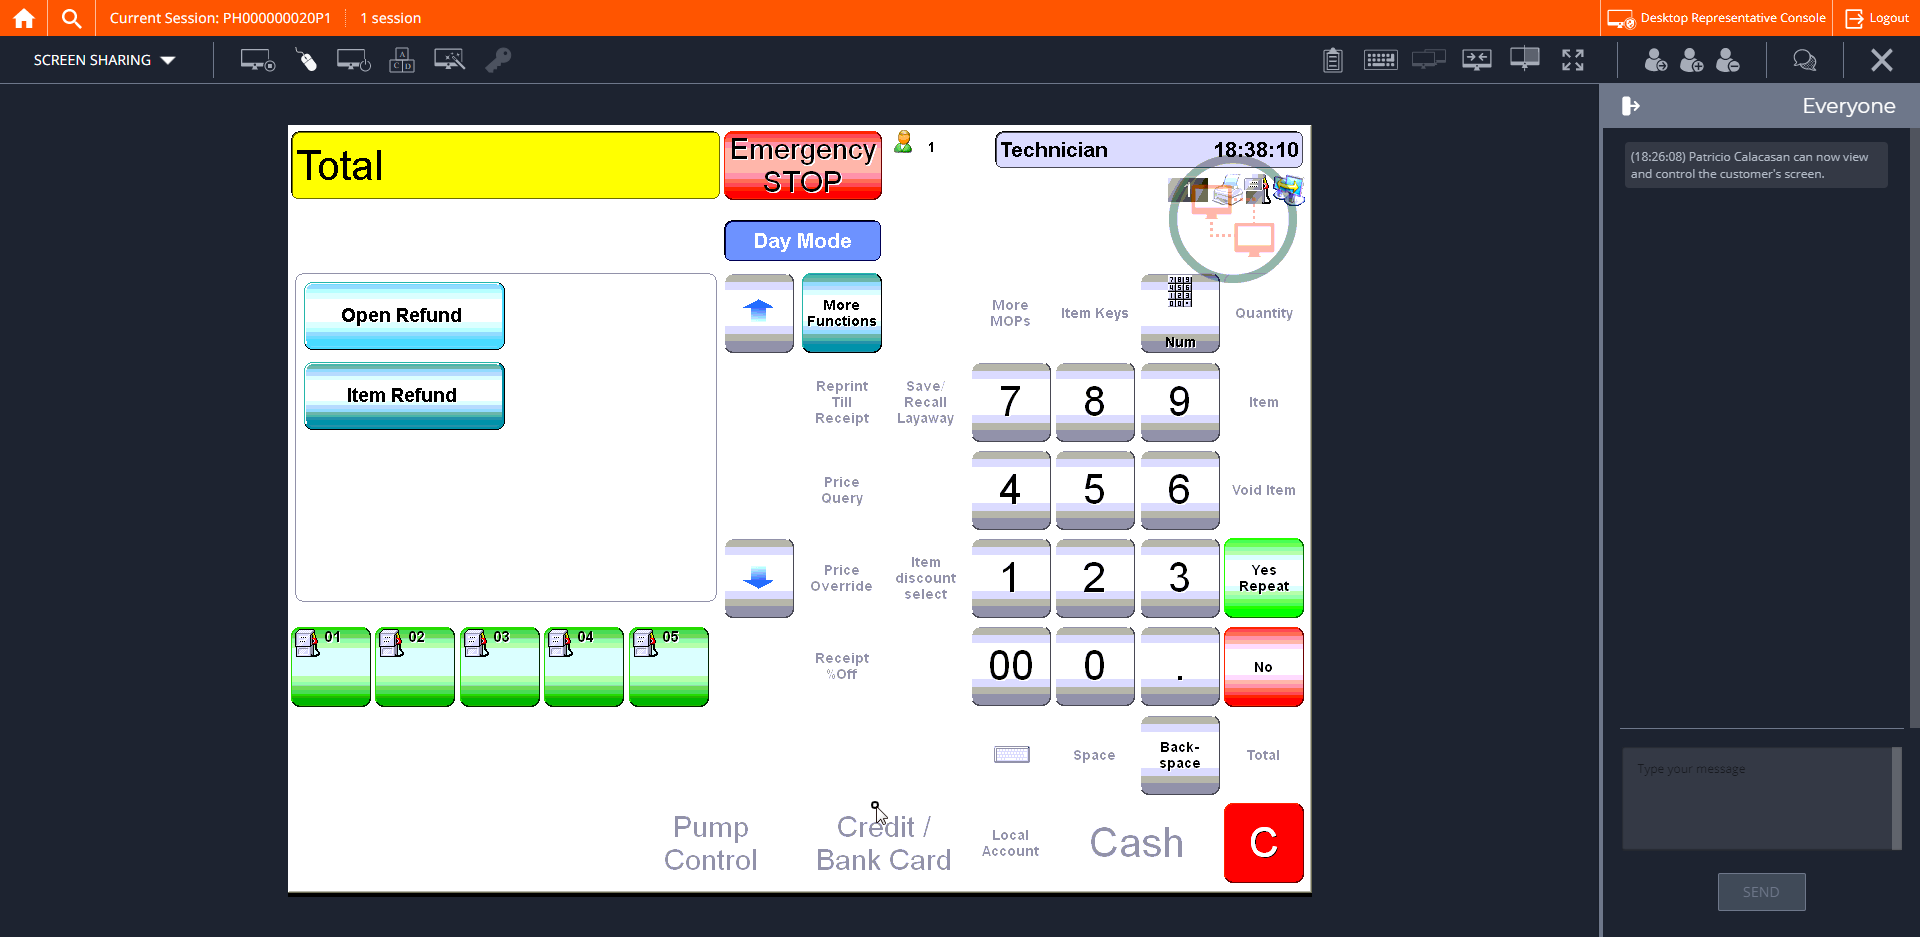 Current Session: PH000000020P1
1 session
Desktop Representative Console
Logout
SCREEN SHARING
Everyone
(18:26:08) Patricio Calacasan can now view
and control the customer's screen.
Type your message
SEND
Total
Emergency
STOP
1
Technician 18:38:10
1
Day Mode
Open Refund
Item Refund
More
Functions
More
MOPs
Item Keys
Num
Quantity
Reprint
Till
Receipt
Save/
Recall
Layaway
7
8
9
Item
Price
Query
4
5
6
Void Item
Price
Override
Item
discount
select
1
2
3
Yes
Repeat
01
02
03
04
05
Receipt
%Off
00
0
.
No
Space
Back-
space
Total
Pump
Control
Credit /
Bank Card
Local
Account
Cash
C